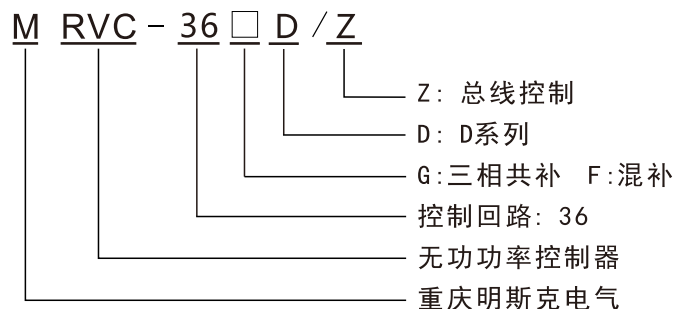 M RVC-36□D/Z
Z: 总线控制
D: D系列
G:三相共补 F:混补
控制回路: 36
无功功率控制器
重庆明斯克电气